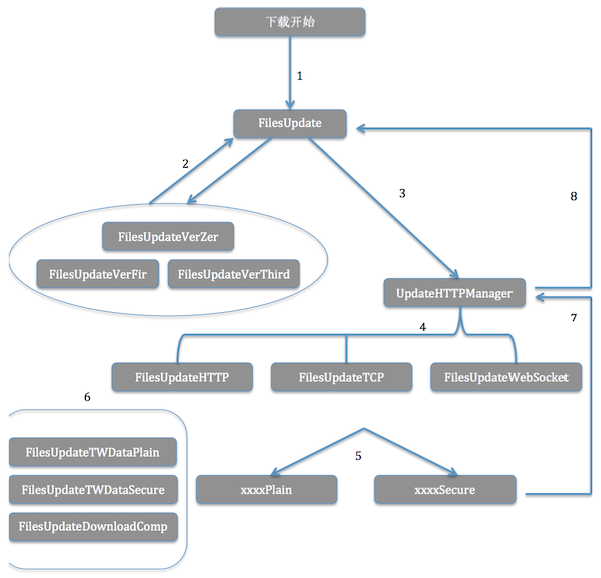 下载开始
1
FilesUpdate
2
3
8
FilesUpdateVerZer
FilesUpdateVerFir
FilesUpdateVerThird
UpdateHTTPManager
4
7
FilesUpdateHTTP
FilesUpdateTCP
FilesUpdateWebSocket
6
FilesUpdateTWDataPlain
5
FilesUpdateTWDataSecure
xxxxPlain
xxxxSecure
FilesUpdateDownloadComp